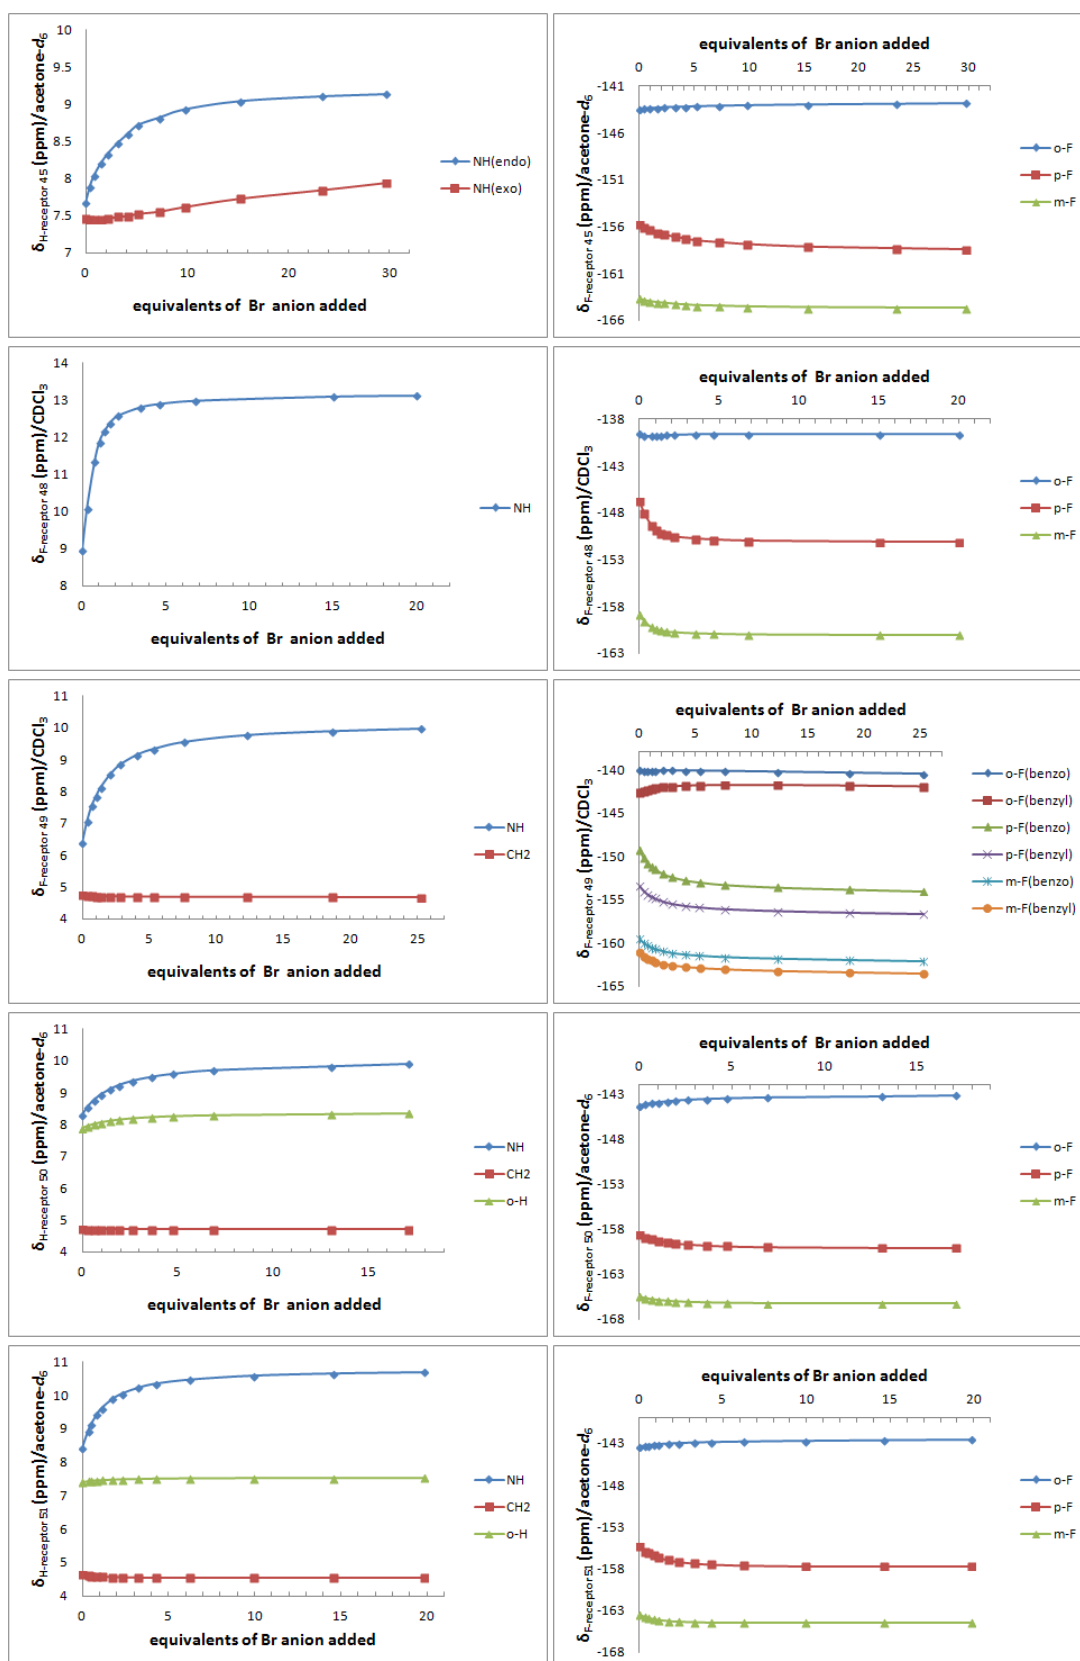 10
9.5
9
8.5
8
7.5
7
0
10
20
30
δH-receptor 45 (ppm)/acetone-d6
equivalents of Br anion added
NH(endo)
NH(exo)
equivalents of Br anion added
0
5
10
15
20
25
30
-141
-146
-151
-156
-161
-166
δF-receptor 45 (ppm)/acetone-d6
o-F
p-F
m-F
14
13
12
11
10
9
8
0
5
10
15
20
δF-receptor 48 (ppm)/CDCl3
equivalents of Br anion added
NH
equivalents of Br anion added
0
5
10
15
20
-138
-143
-148
-153
-158
-163
δF-receptor 48 (ppm)/CDCl3
o-F
p-F
m-F
11
10
9
8
7
6
5
4
0
5
10
15
20
25
δF-receptor 49 (ppm)/CDCl3
equivalents of Br anion added
NH
CH2
equivalents of Br anion added
0
5
10
15
20
25
-140
-145
-150
-155
-160
-165
δF-receptor 49 (ppm)/CDCl3
o-F(benzo)
o-F(benzyl)
p-F(benzo)
p-F(benzyl)
m-F(benzo)
m-F(benzyl)
11
10
9
8
7
6
5
4
0
5
10
15
δH-receptor 50 (ppm)/acetone-d6
equivalents of Br anion added
NH
CH2
o-H
equivalents of Br anion added
0
5
10
15
-143
-148
-153
-158
-163
-168
δF-receptor 50 (ppm)/acetone-d6
o-F
p-F
m-F
11
10
9
8
7
6
5
4
0
5
10
15
20
δH-receptor 51 (ppm)/acetone-d6
equivalents of Br anion added
NH
CH2
o-H
equivalents of Br anion added
0
5
10
15
20
-143
-148
-153
-158
-163
-168
δF-receptor 51 (ppm)/acetone-d6
o-F
p-F
m-F